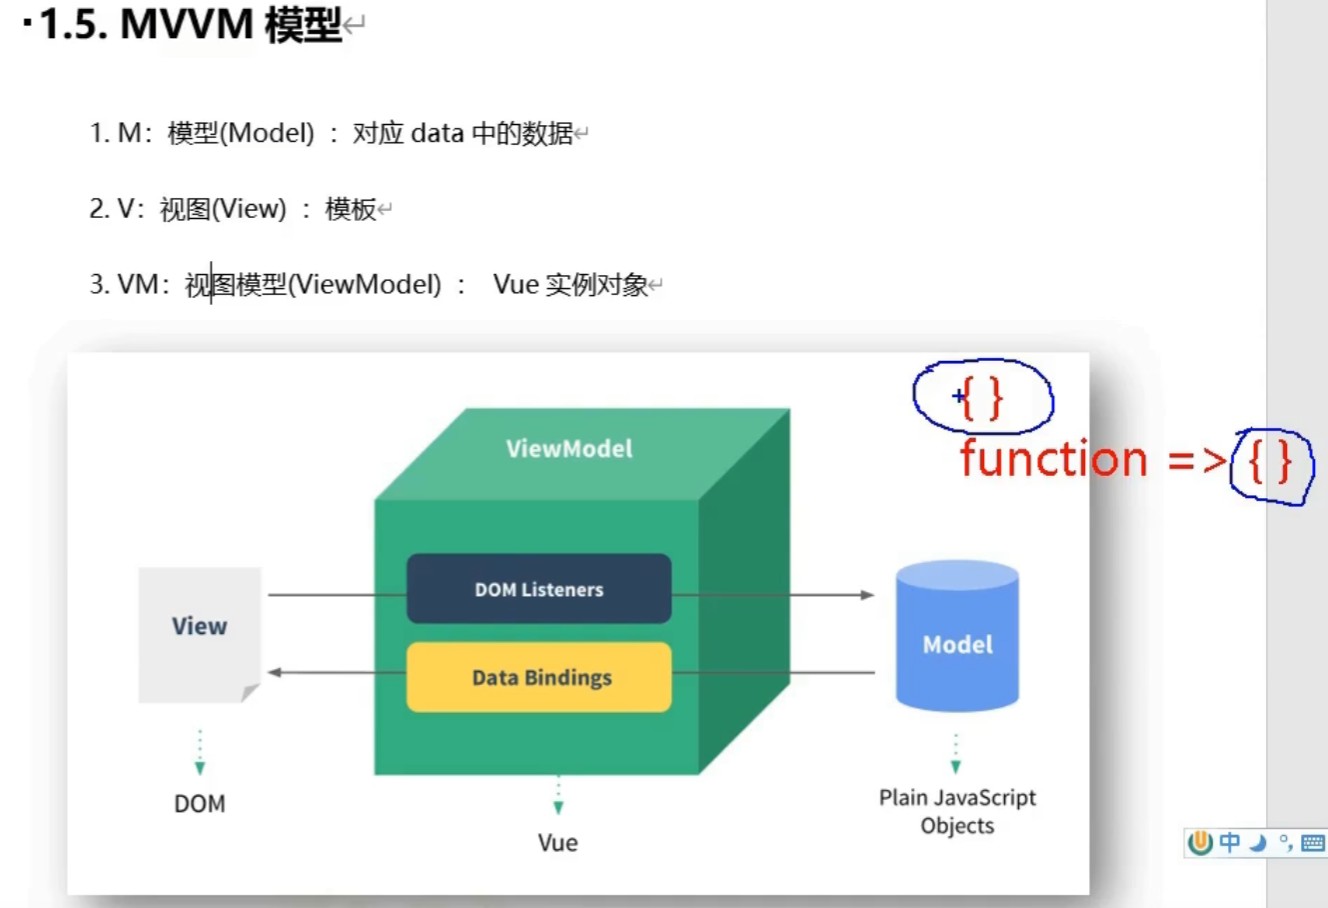 1.5. MVVM 模型
1. M：模型(Model) ：对应 data 中的数据
2. V：视图(View) ：模板
3. VM：视图模型(ViewModel) ： Vue 实例对象
{ }
function => { }
ViewModel
DOM Listeners
View
Model
Data Bindings
DOM
Plain JavaScript
Objects
Vue
中